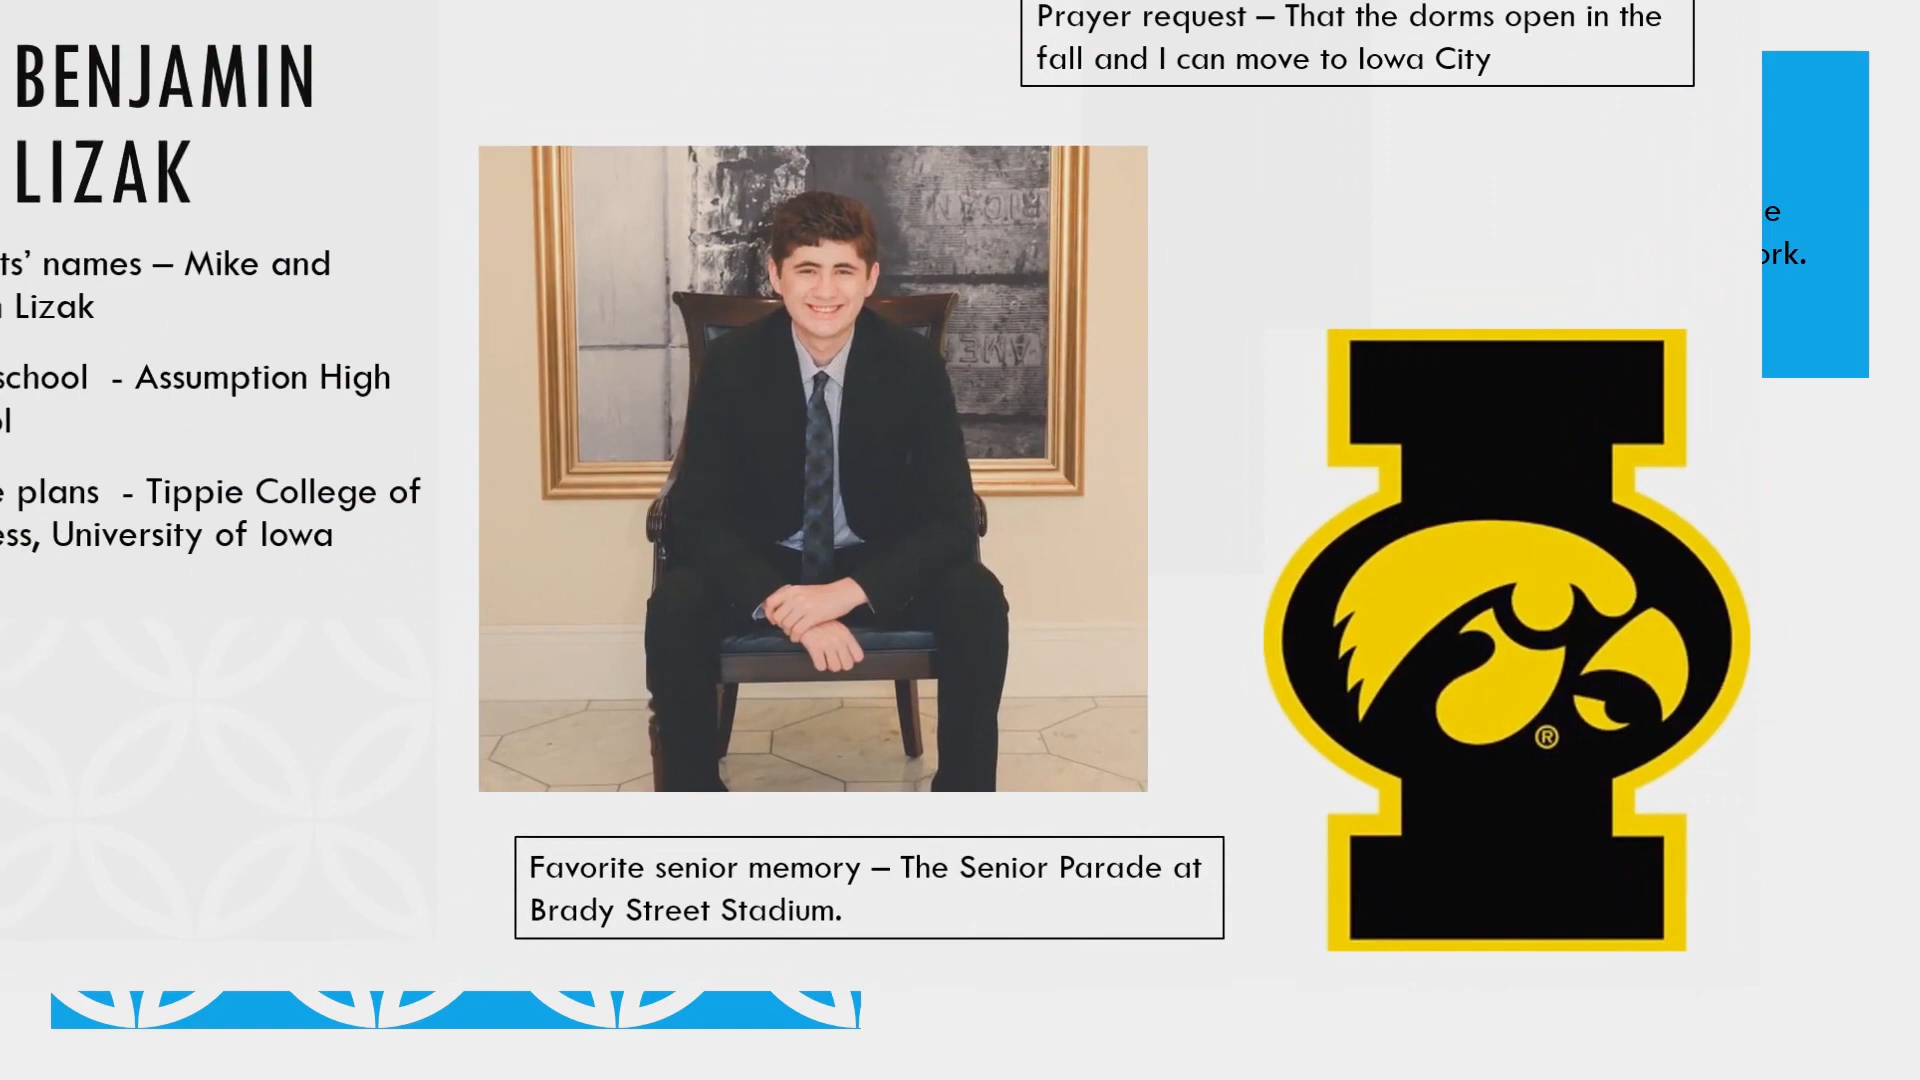 BENJAMIN
LIZAK
ts’ names – Mike and
Lizak
school - Assumption High
ol
e plans - Tippie College of
ess, University of Iowa
Prayer request – That the dorms open in the
fall and I can move to Iowa City
e
ork.
Favorite senior memory – The Senior Parade at
Brady Street Stadium.
®